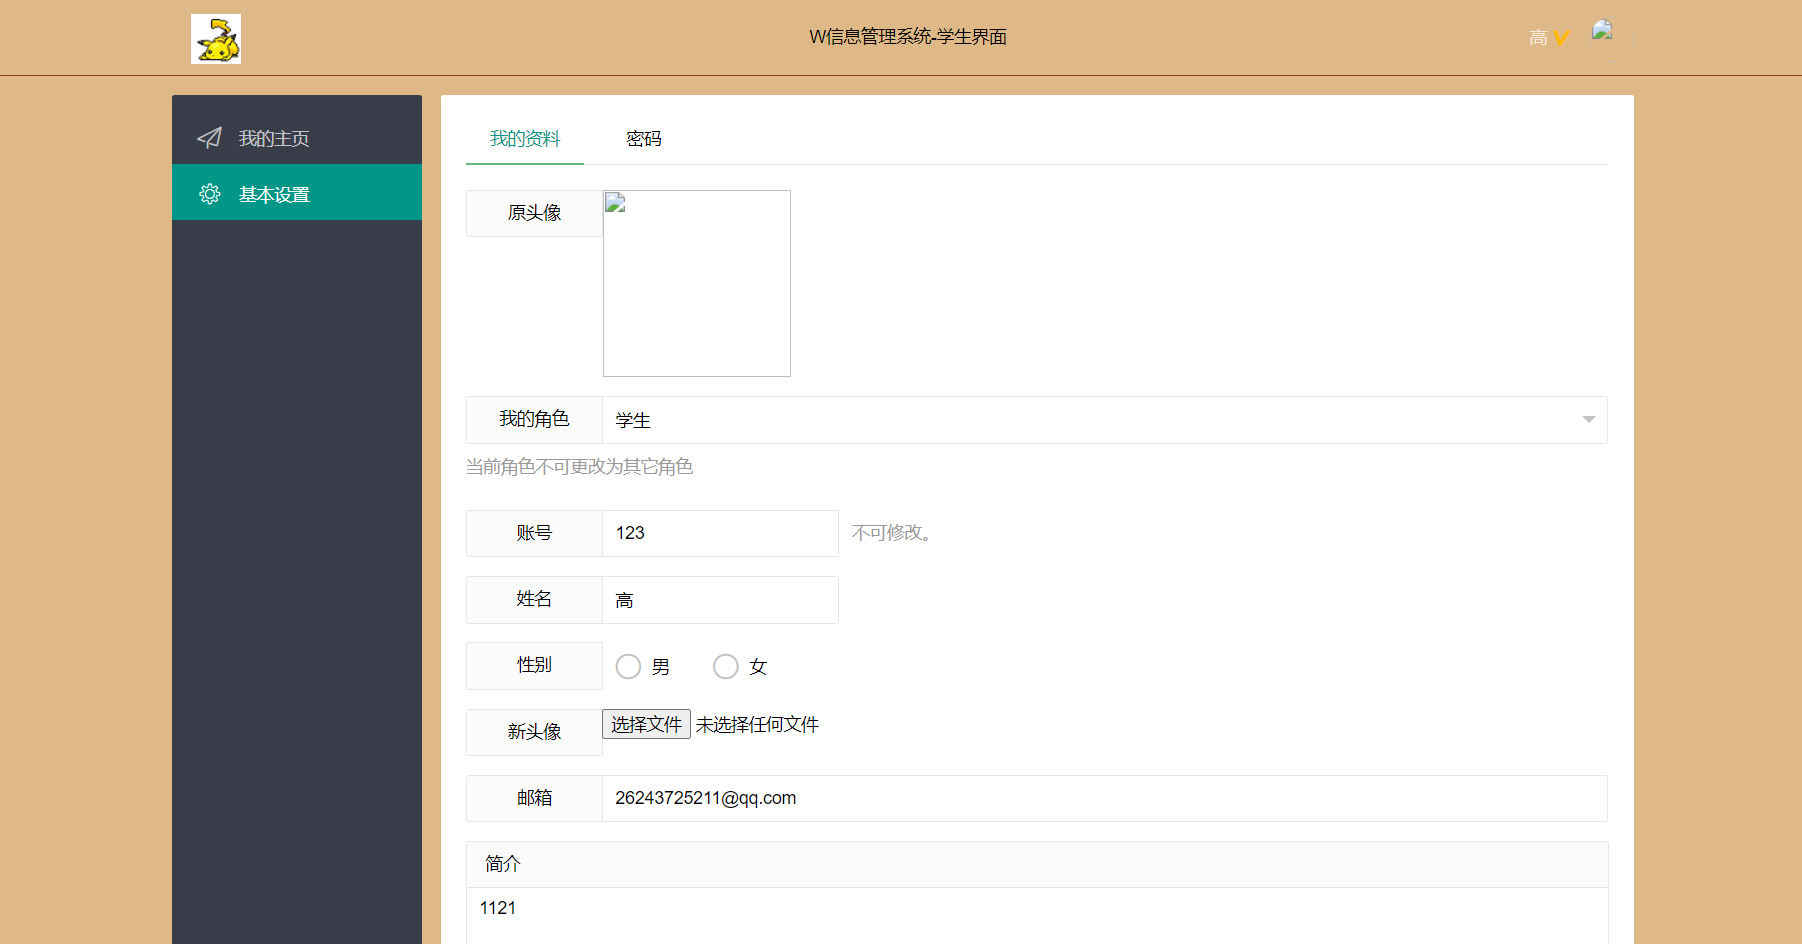 W信息管理系统-学生界面
高
我的主页
基本设置
我的资料 密码
原头像
我的角色 学生
当前角色不可更改为其它角色
账号 123 不可修改。
姓名 高
性别 男 女
新头像 选择文件 未选择任何文件
邮箱 26243725211@qq.com
简介
1121